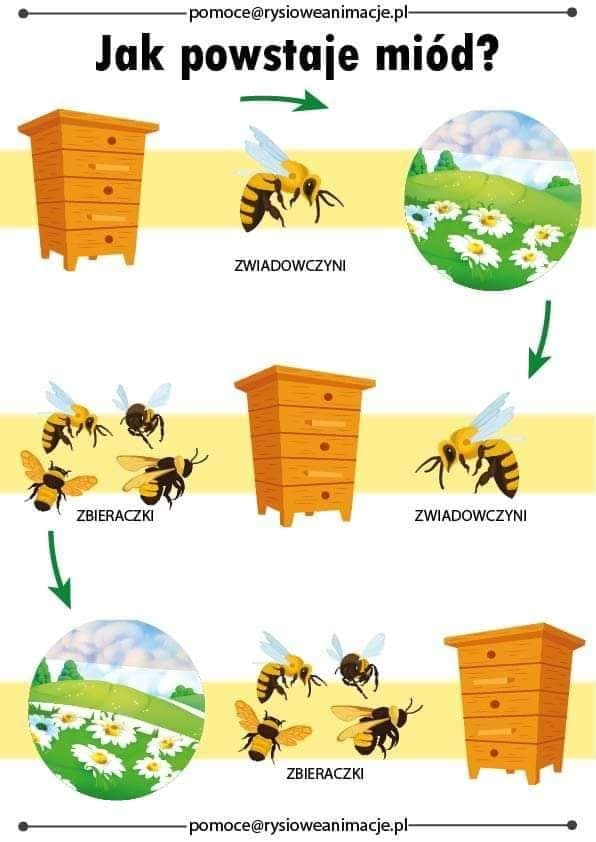 pomoce@rysioweanimacje.pl
Jak powstaje miód?
ZWIADOWCZYNI
ZBIERACZKI
ZWIADOWCZYNI
ZBIERACZKI
pomoce@rysioweanimacje.pl